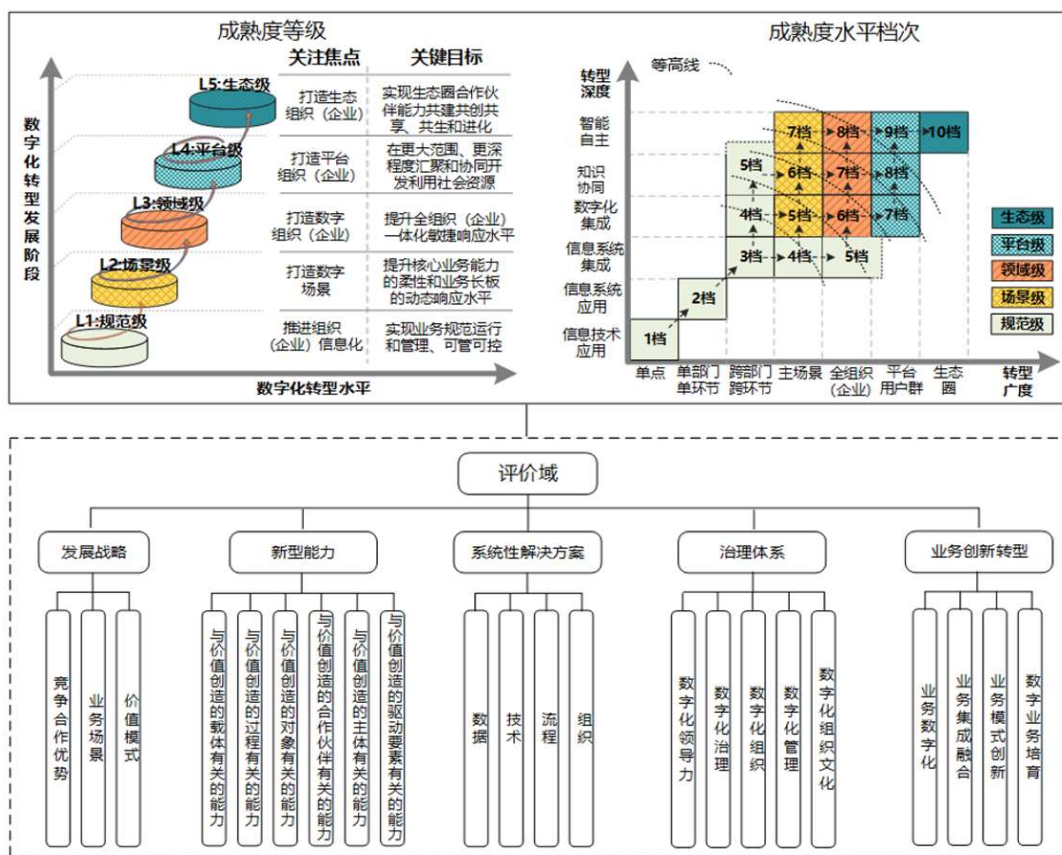 成熟度等级
关注焦点
关键目标
数字化转型发展阶段
L5:生态级
打造生态
组织（企业）
实现生态圈合作伙
伴能力共建共创共
享、共生和进化
L4:平台级
打造平台
组织（企业）
在更大范围、更深
程度汇聚和协同开
发利用社会资源
L3:领域级
打造数字
组织（企业）
提升全组织（企业）
一体化敏捷响应水平
L2:场景级
打造数字
场景
提升核心业务能力
的柔性和业务长板
的动态响应水平
L1:规范级
推进组织
（企业）信息化
实现业务规范运行
和管理、可管可控
数字化转型水平
成熟度水平档次
转型
深度
等高线
智能
自主
7档
8档
9档
10档
知识
协同
5档
6档
7档
8档
数字化
集成
4档
5档
6档
7档
信息系统
集成
3档
4档
5档
信息系统
应用
2档
信息技术
应用
1档
生态级
平台级
领域级
场景级
规范级
单点
单部门
单环节
跨部门
跨环节
主场景
全组织
（企业）
平台
用户群
生态
圈
转型
广度
评价域
发展战略
新型能力
系统性解决方案
治理体系
业务创新转型
竞争合作优势
业务场景
价值模式
与价值创造的载体有关的能力
与价值创造的过程有关的能力
与价值创造的对象有关的能力
与价值创造的合作伙伴有关的能力
与价值创造的主体有关的能力
与价值创造的驱动要素有关的能力
数据
技术
流程
组织
数字化领导力
数字化治理
数字化组织
数字化管理
数字化组织文化
业务数字化
业务集成融合
业务模式创新
数字业务培育